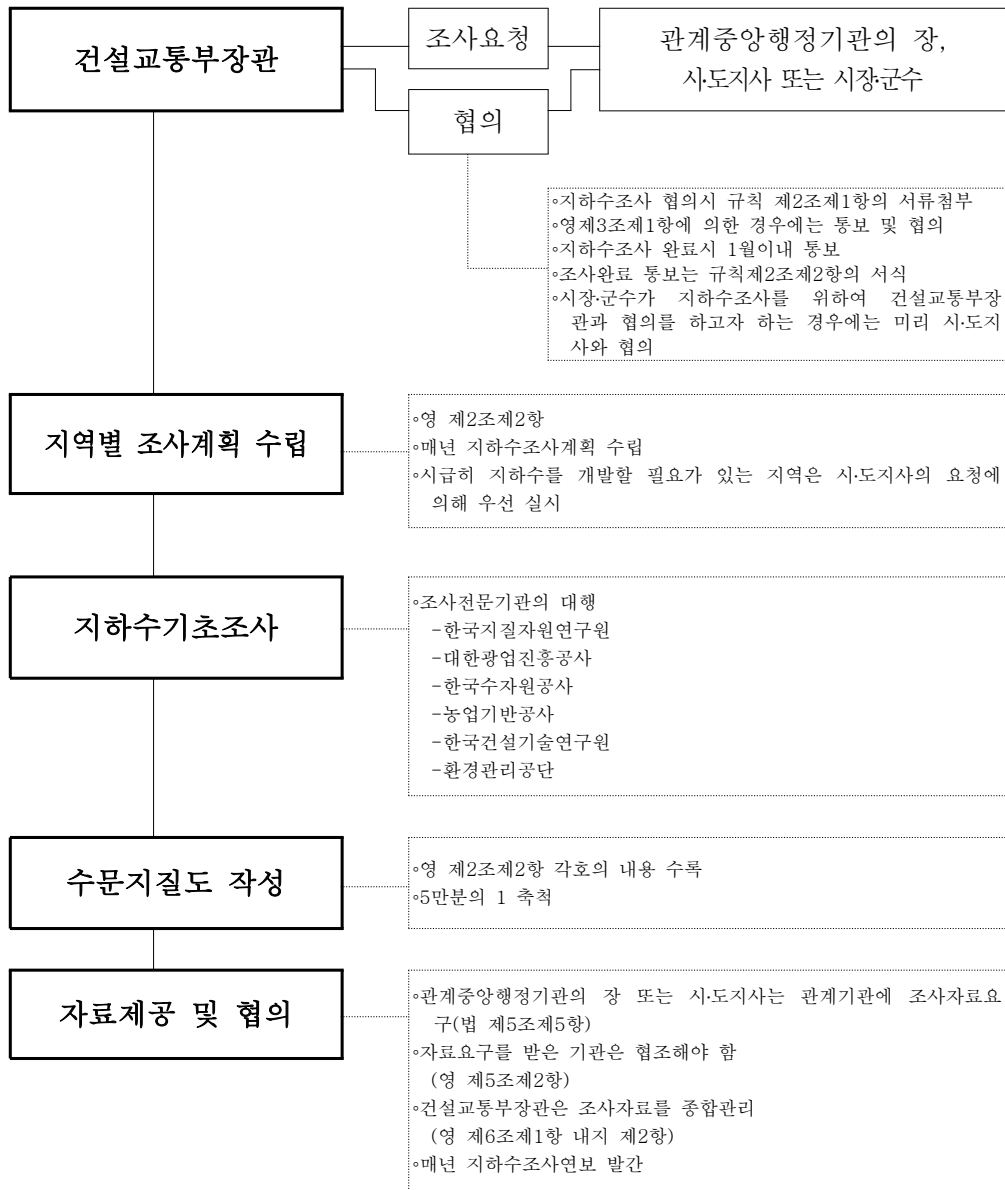 건설교통부장관
조사요청
관계중앙행정기관의 장,
시·도지사 또는 시장·군수
협의
◦지하수조사 협의시 규칙 제2조제1항의 서류첨부
◦영제3조제1항에 의한 경우에는 통보 및 협의
◦지하수조사 완료시 1월이내 통보
◦조사완료 통보는 규칙제2조제2항의 서식
◦시장·군수가 지하수조사를 위하여 건설교통부장
관과 협의를 하고자 하는 경우에는 미리 시·도지
사와 협의
지역별 조사계획 수립
◦영 제2조제2항
◦매년 지하수조사계획 수립
◦시급히 지하수를 개발할 필요가 있는 지역은 시·도지사의 요청에
의해 우선 실시
지하수기초조사
◦조사전문기관의 대행
-한국지질자원연구원
-대한광업진흥공사
-한국수자원공사
-농업기반공사
-한국건설기술연구원
-환경관리공단
수문지질도 작성
◦영 제2조제2항 각호의 내용 수록
◦5만분의 1 축척
자료제공 및 협의
◦관계중앙행정기관의 장 또는 시·도지사는 관계기관에 조사자료요
구(법 제5조제5항)
◦자료요구를 받은 기관은 협조해야 함
(영 제5조제2항)
◦건설교통부장관은 조사자료를 종합관리
(영 제6조제1항 내지 제2항)
◦매년 지하수조사연보 발간